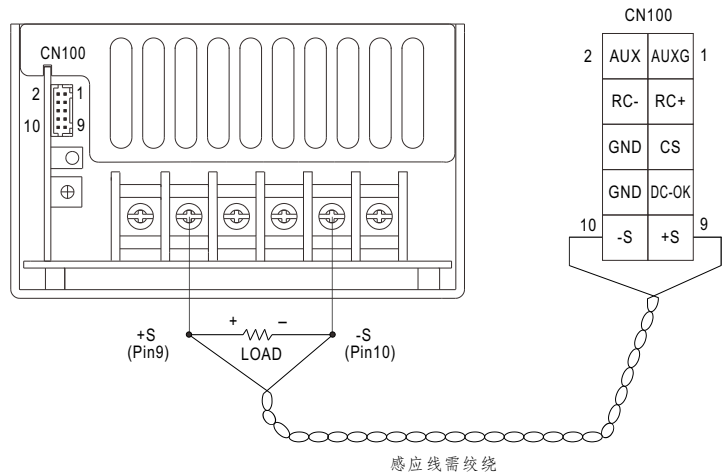 CN100
2 1
10 9
+S
(Pin9)
+ –
LOAD
-S
(Pin10)
CN100
2 AUX AUXG 1
RC- RC+
GND CS
GND DC-OK
10 -S +S 9
感应线需绞绕